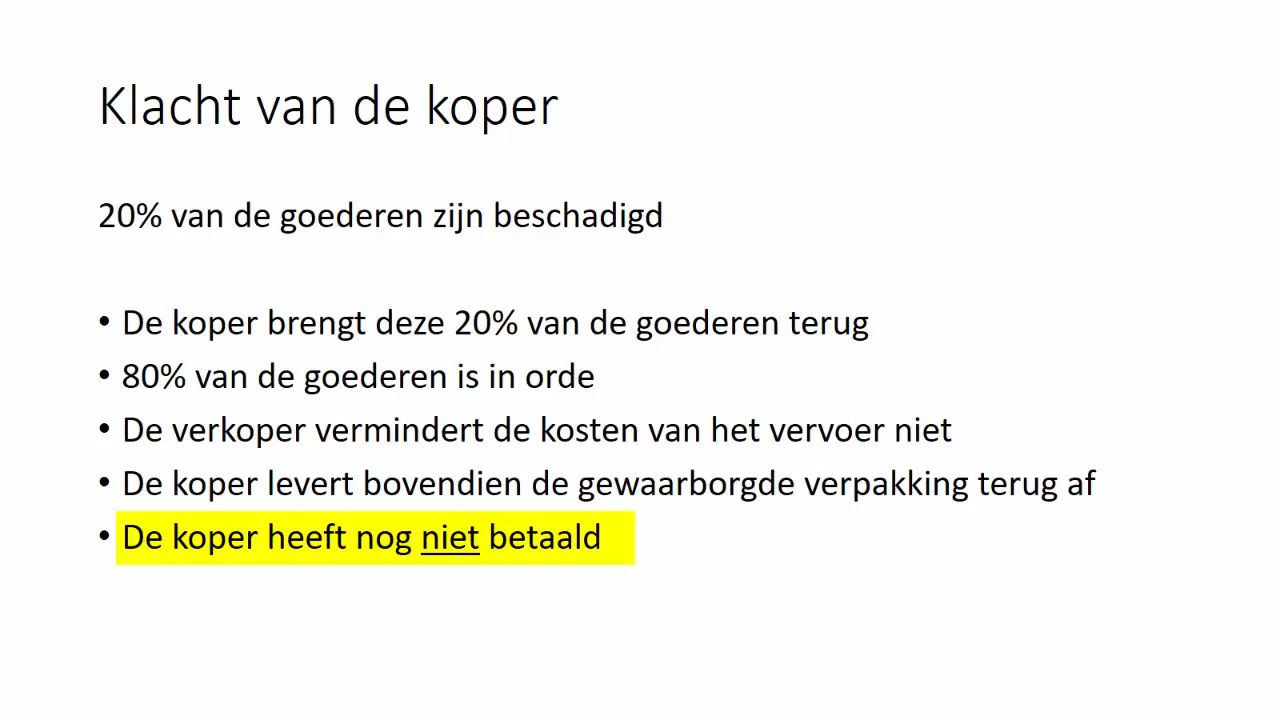 Klacht van de koper
20% van de goederen zijn beschadigd
• De koper brengt deze 20% van de goederen terug
• 80% van de goederen is in orde
• De verkoper vermindert de kosten van het vervoer niet
• De koper levert bovendien de gewaarborgde verpakking terug af
• De koper heeft nog niet betaald